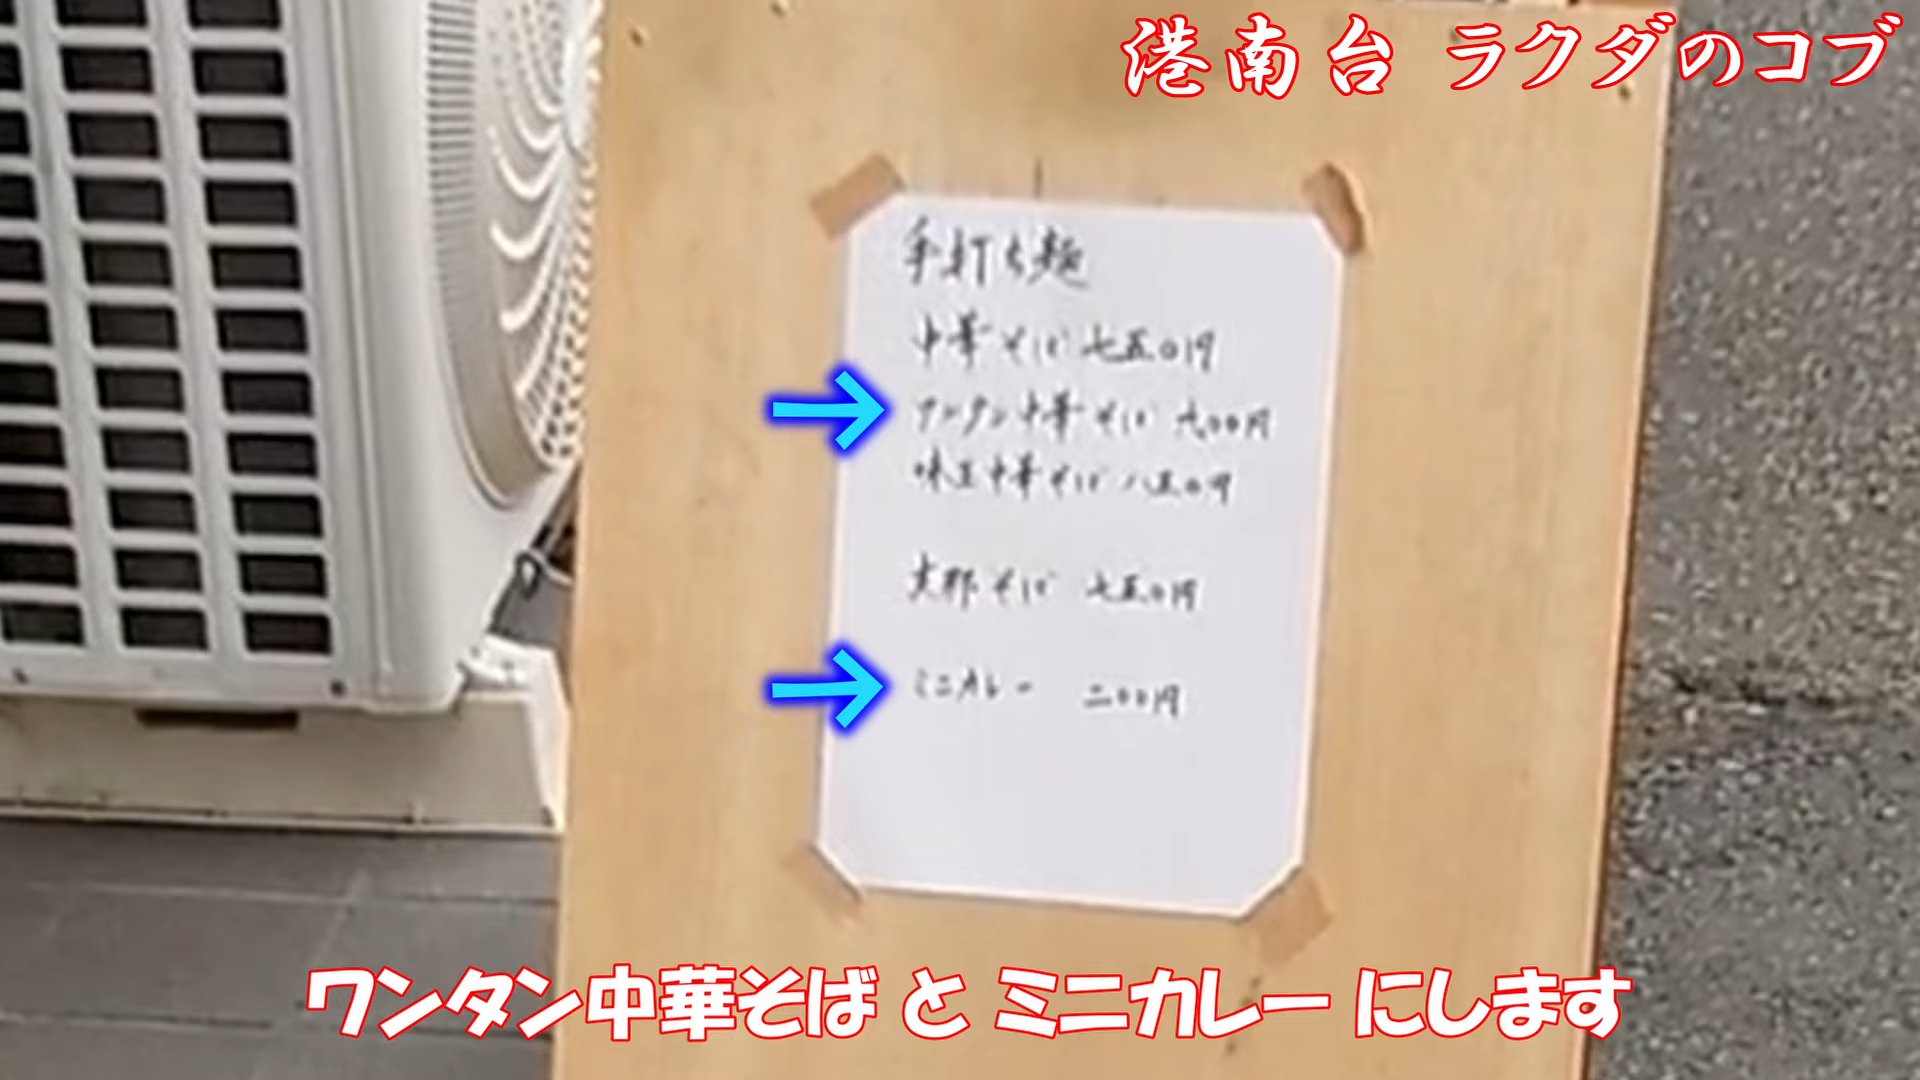 港南台 ラクダのコブ
手打ち麺
中華そば 七五〇円
ワンタン中華そば 九〇〇円
味玉中華そば 八五〇円
支那そば 七五〇円
ミニカレー 二〇〇円
ワンタン中華そば と ミニカレー にします